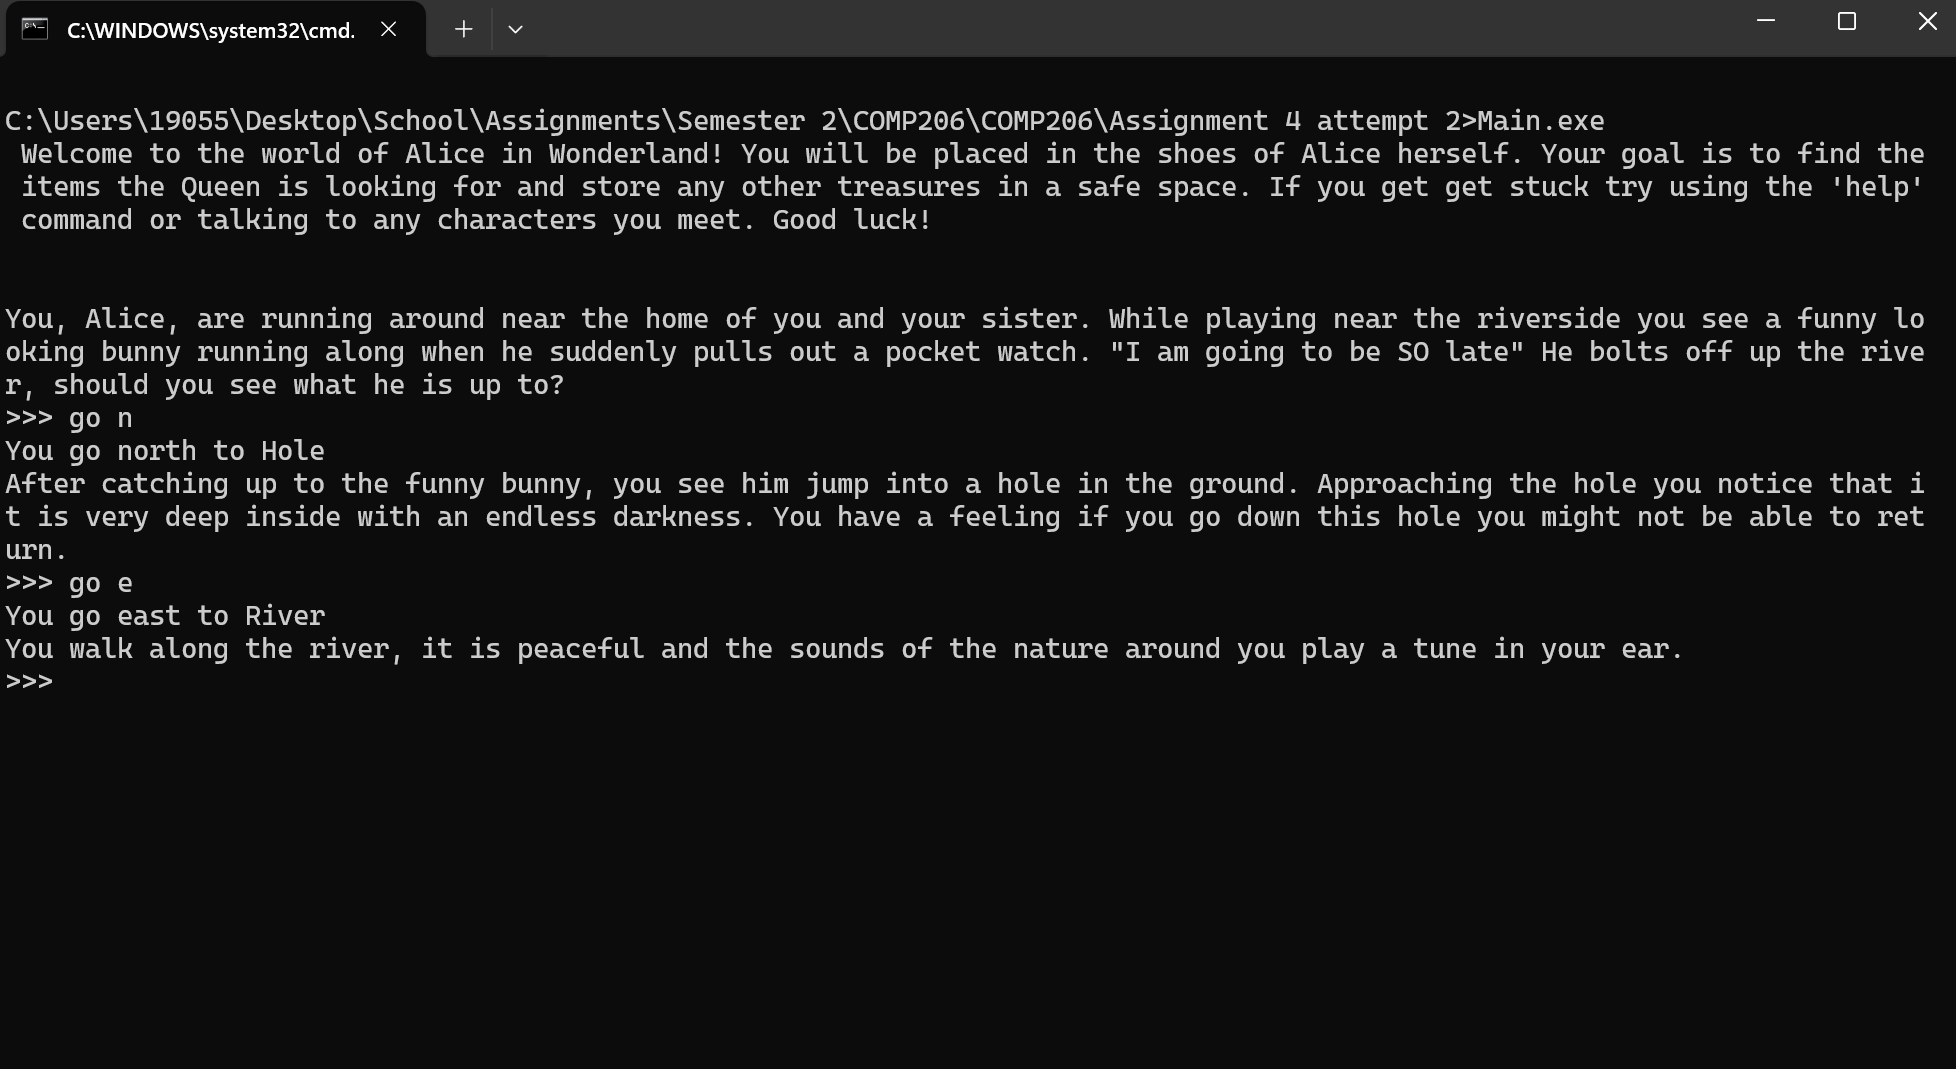 C:\WINDOWS\system32\cmd.
C:\Users\19055\Desktop\School\Assignments\Semester 2\COMP206\COMP206\Assignment 4 attempt 2>Main.exe
Welcome to the world of Alice in Wonderland! You will be placed in the shoes of Alice herself. Your goal is to find the
items the Queen is looking for and store any other treasures in a safe space. If you get get stuck try using the 'help'
command or talking to any characters you meet. Good luck!
You, Alice, are running around near the home of you and your sister. While playing near the riverside you see a funny lo
oking bunny running along when he suddenly pulls out a pocket watch. "I am going to be SO late" He bolts off up the rive
r, should you see what he is up to?
>>> go n
You go north to Hole
After catching up to the funny bunny, you see him jump into a hole in the ground. Approaching the hole you notice that i
t is very deep inside with an endless darkness. You have a feeling if you go down this hole you might not be able to ret
urn.
>>> go e
You go east to River
You walk along the river, it is peaceful and the sounds of the nature around you play a tune in your ear.
>>>